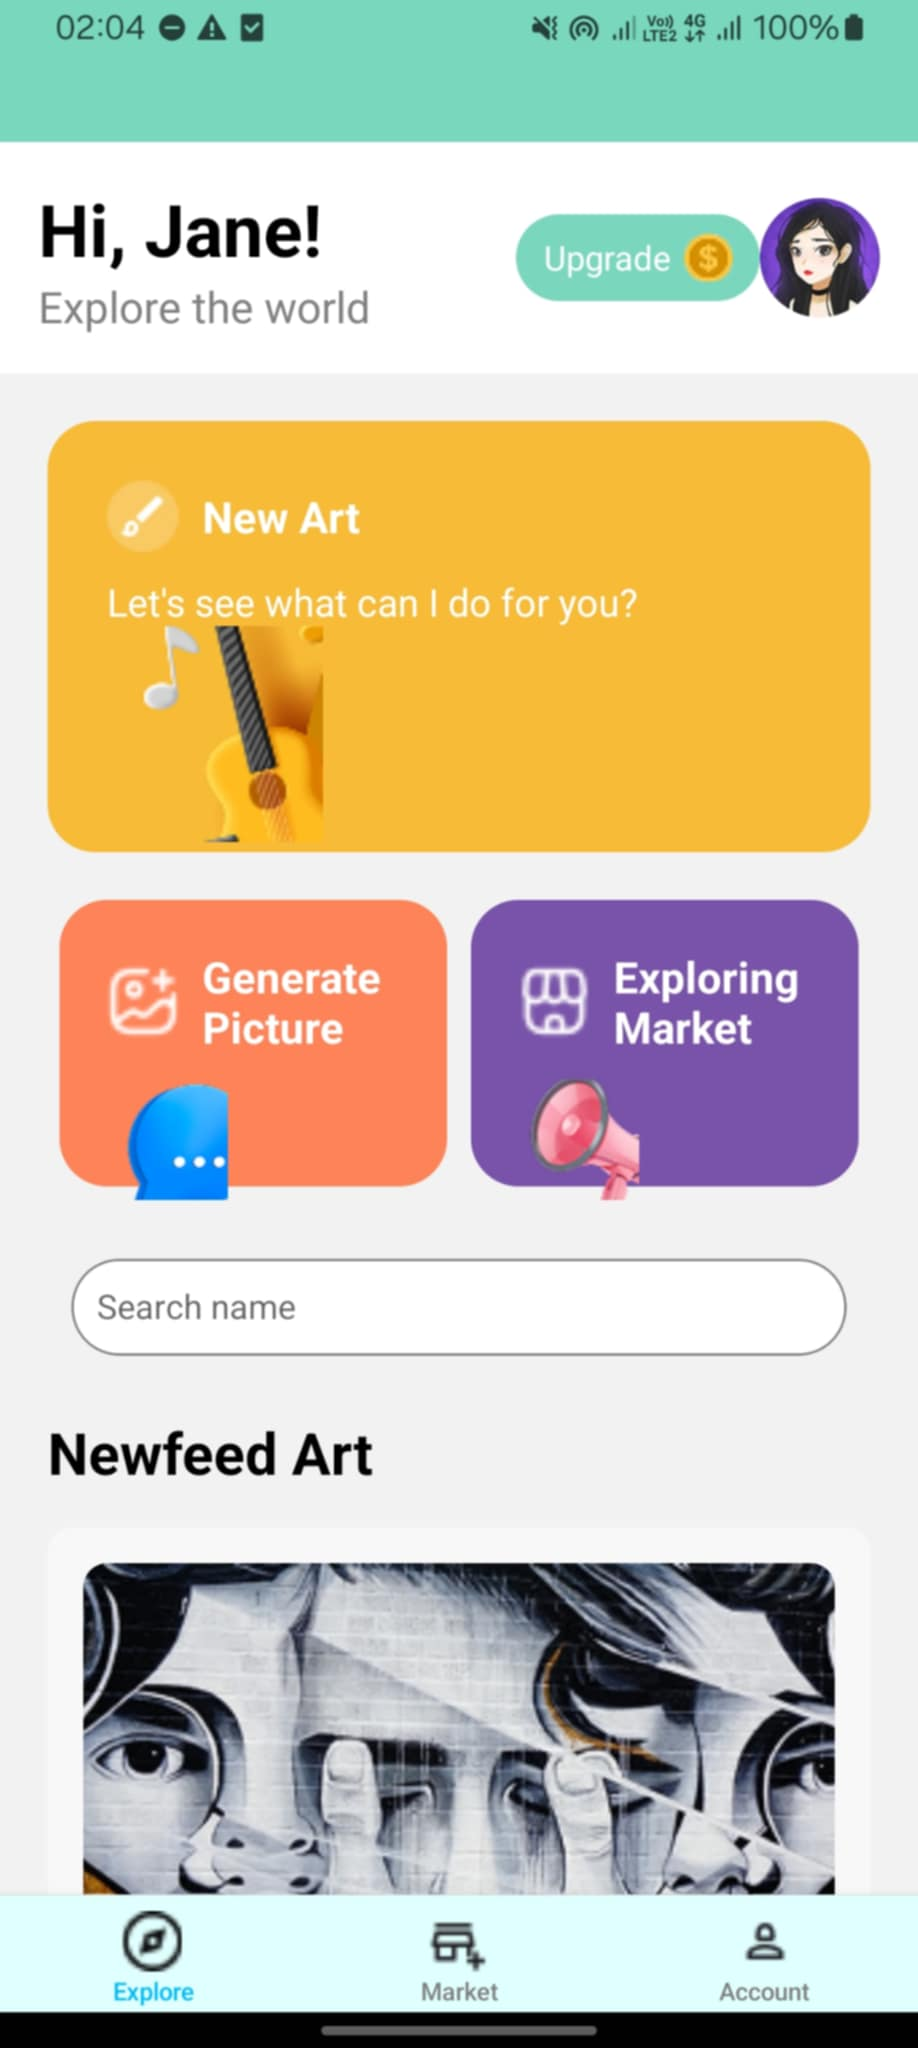 02:04
Vo)) LTE2 4G 100%
Hi, Jane!
Upgrade
Explore the world
New Art
Let's see what can I do for you?
Generate
Picture
Exploring
Market
Search name
Newfeed Art
Explore
Market
Account